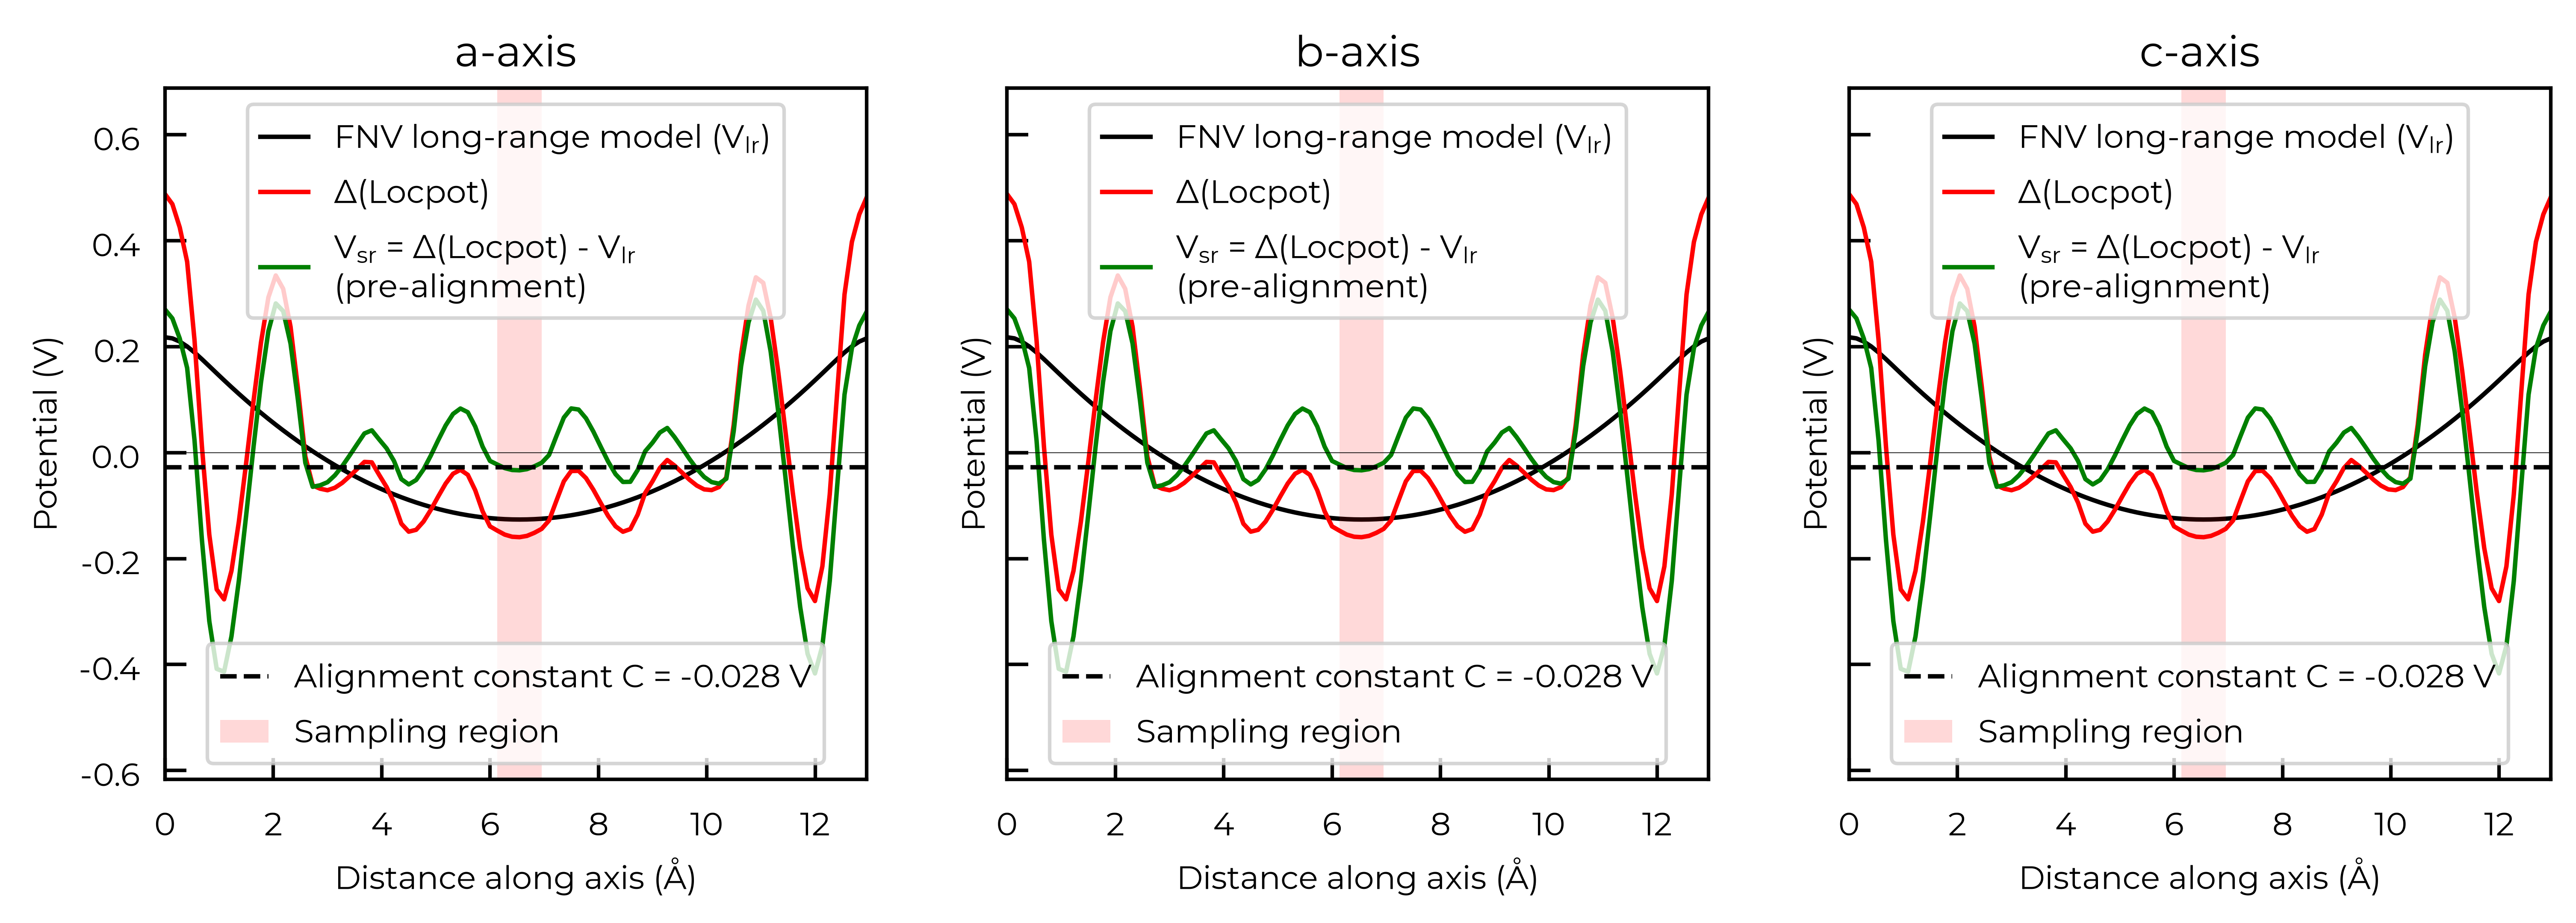 a-axis
FNV long-range model (Vlr)
Δ(Locpot)
Vsr = Δ(Locpot) - Vlr
(pre-alignment)
Alignment constant C = -0.028 V
Sampling region
Potential (V)
0.6
0.4
0.2
0.0
-0.2
-0.4
-0.6
0 2 4 6 8 10 12
Distance along axis (Å)
b-axis
FNV long-range model (Vlr)
Δ(Locpot)
Vsr = Δ(Locpot) - Vlr
(pre-alignment)
Alignment constant C = -0.028 V
Sampling region
Potential (V)
0 2 4 6 8 10 12
Distance along axis (Å)
c-axis
FNV long-range model (Vlr)
Δ(Locpot)
Vsr = Δ(Locpot) - Vlr
(pre-alignment)
Alignment constant C = -0.028 V
Sampling region
Potential (V)
0 2 4 6 8 10 12
Distance along axis (Å)